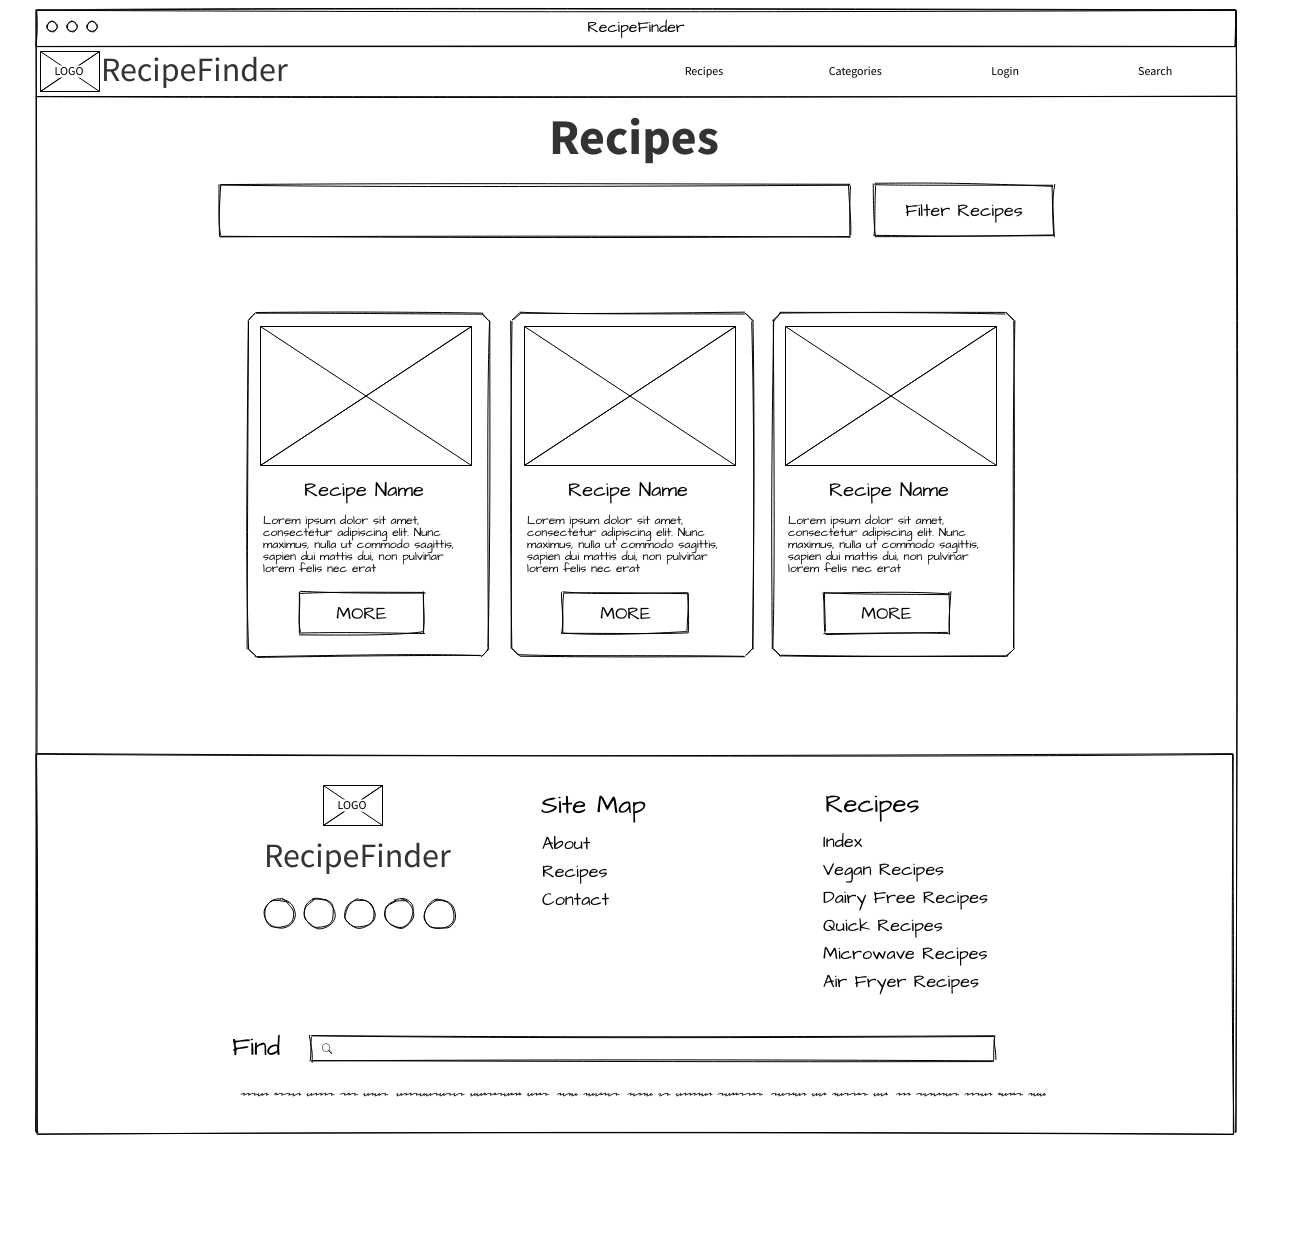 RecipeFinder
LOGO
RecipeFinder
Recipes
Categories
Login
Search
Recipes
Filter Recipes
Recipe Name
Lorem ipsum dolor sit amet,
consectetur adipiscing elit. Nunc
maximus, nulla ut commodo sagittis,
sapien dui mattis dui, non pulvinar
lorem felis nec erat
MORE
Recipe Name
Lorem ipsum dolor sit amet,
consectetur adipiscing elit. Nunc
maximus, nulla ut commodo sagittis,
sapien dui mattis dui, non pulvinar
lorem felis nec erat
MORE
Recipe Name
Lorem ipsum dolor sit amet,
consectetur adipiscing elit. Nunc
maximus, nulla ut commodo sagittis,
sapien dui mattis dui, non pulvinar
lorem felis nec erat
MORE
LOGO
RecipeFinder
Site Map
About
Recipes
Contact
Recipes
Index
Vegan Recipes
Dairy Free Recipes
Quick Recipes
Microwave Recipes
Air Fryer Recipes
Find